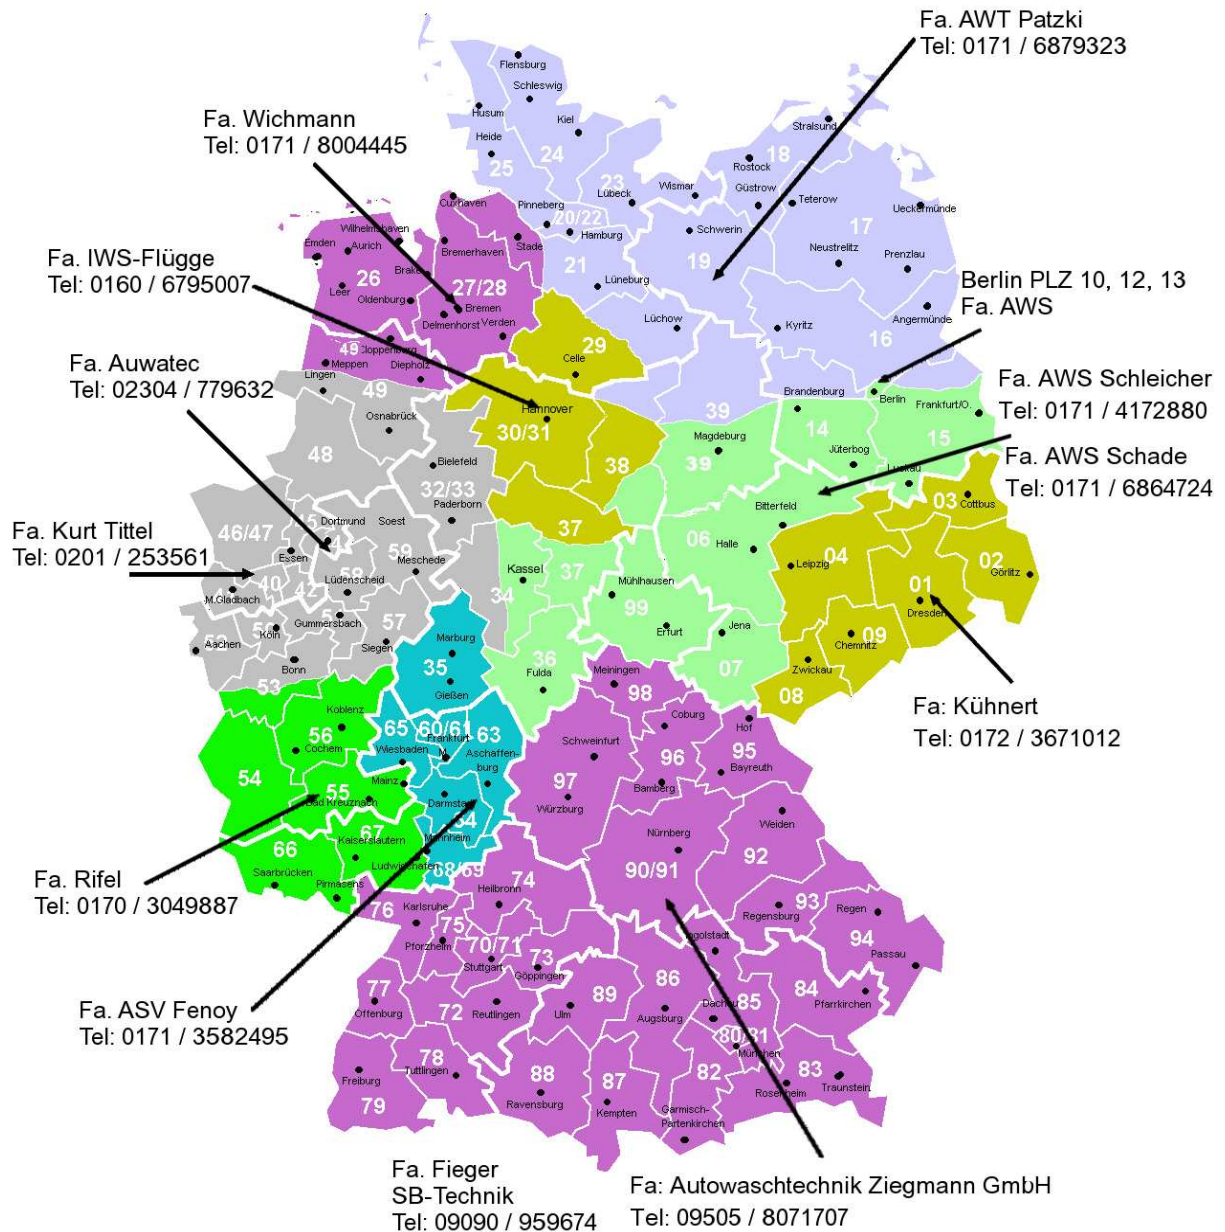 Fa. AWT Patzki
Tel: 0171 / 6879323
Fa. Wichmann
Tel: 0171 / 8004445
Fa. IWS-Flügge
Tel: 0160 / 6795007
Berlin PLZ 10, 12, 13
Fa. AWS
Fa. Auwatec
Tel: 02304 / 779632
Fa. AWS Schleicher
Tel: 0171 / 4172880
Fa. AWS Schade
Tel: 0171 / 6864724
Fa. Kurt Tittel
Tel: 0201 / 253561
Fa: Kühnert
Tel: 0172 / 3671012
Fa. Rifel
Tel: 0170 / 3049887
Fa. ASV Fenoy
Tel: 0171 / 3582495
Fa. Fieger
SB-Technik
Tel: 09090 / 959674
Fa: Autowaschtechnik Ziegmann GmbH
Tel: 09505 / 8071707
Flensburg
Schleswig
Husum
Kiel
Heide
24
25
Stralsund
18
Rostock
Güstrow
23
Lübeck
Wismar
Teterow
17
Ueckermünde
Cuxhaven
Pinneberg
20/22
Hamburg
Schwerin
19
Neustrelitz
Prenzlau
Wilhelmshaven
Emden
Aurich
26
Leer
Brake
Oldenburg
Bremerhaven
Stade
27/28
Bremen
Delmenhorst
Verden
21
Lüneburg
Lüchow
Kyritz
Angermünde
16
49
Cloppenburg
Meppen
Diepholz
Lingen
49
Osnabrück
29
Celle
Hannover
30/31
38
37
39
Brandenburg
Berlin
Frankfurt/O.
14
15
Jüterbog
Luckau
Magdeburg
39
Bitterfeld
06
Halle
48
Bielefeld
32/33
Paderborn
46/47
45
Dortmund
44
Essen
Soest
59
Meschede
40
42
M.Gladbach
58
Lüdenscheid
Gummersbach
57
Siegen
Aachen
Köln
Bonn
53
34
Kassel
37
Mühlhausen
99
Erfurt
36
Fulda
Jena
07
03
Cottbus
04
Leipzig
02
Görlitz
01
Dresden
09
Chemnitz
Zwickau
08
Marburg
35
Gießen
Koblenz
56
Cochem
54
55
Bad Kreuznach
Mainz
65
Wiesbaden
60/61
Frankfurt
M.
63
Aschaffen-
burg
Darmstadt
64
Mannheim
68/69
67
Kaiserslautern
Ludwigshafen
66
Saarbrücken
Pirmasens
Meiningen
98
Coburg
Hof
Schweinfurt
96
95
Bayreuth
97
Bamberg
Würzburg
Nürnberg
90/91
Weiden
92
Regensburg
93
Regen
94
Passau
76
Karlsruhe
Heilbronn
74
75
Pforzheim
70/71
Stuttgart
73
Göppingen
77
Offenburg
72
Reutlingen
78
Tuttlingen
Freiburg
79
89
Ulm
86
Augsburg
Ingolstadt
Dachau
85
84
Pfarrkirchen
80/81
München
88
Ravensburg
87
Kempten
82
Garmisch-
Partenkirchen
83
Rosenheim
Traunstein